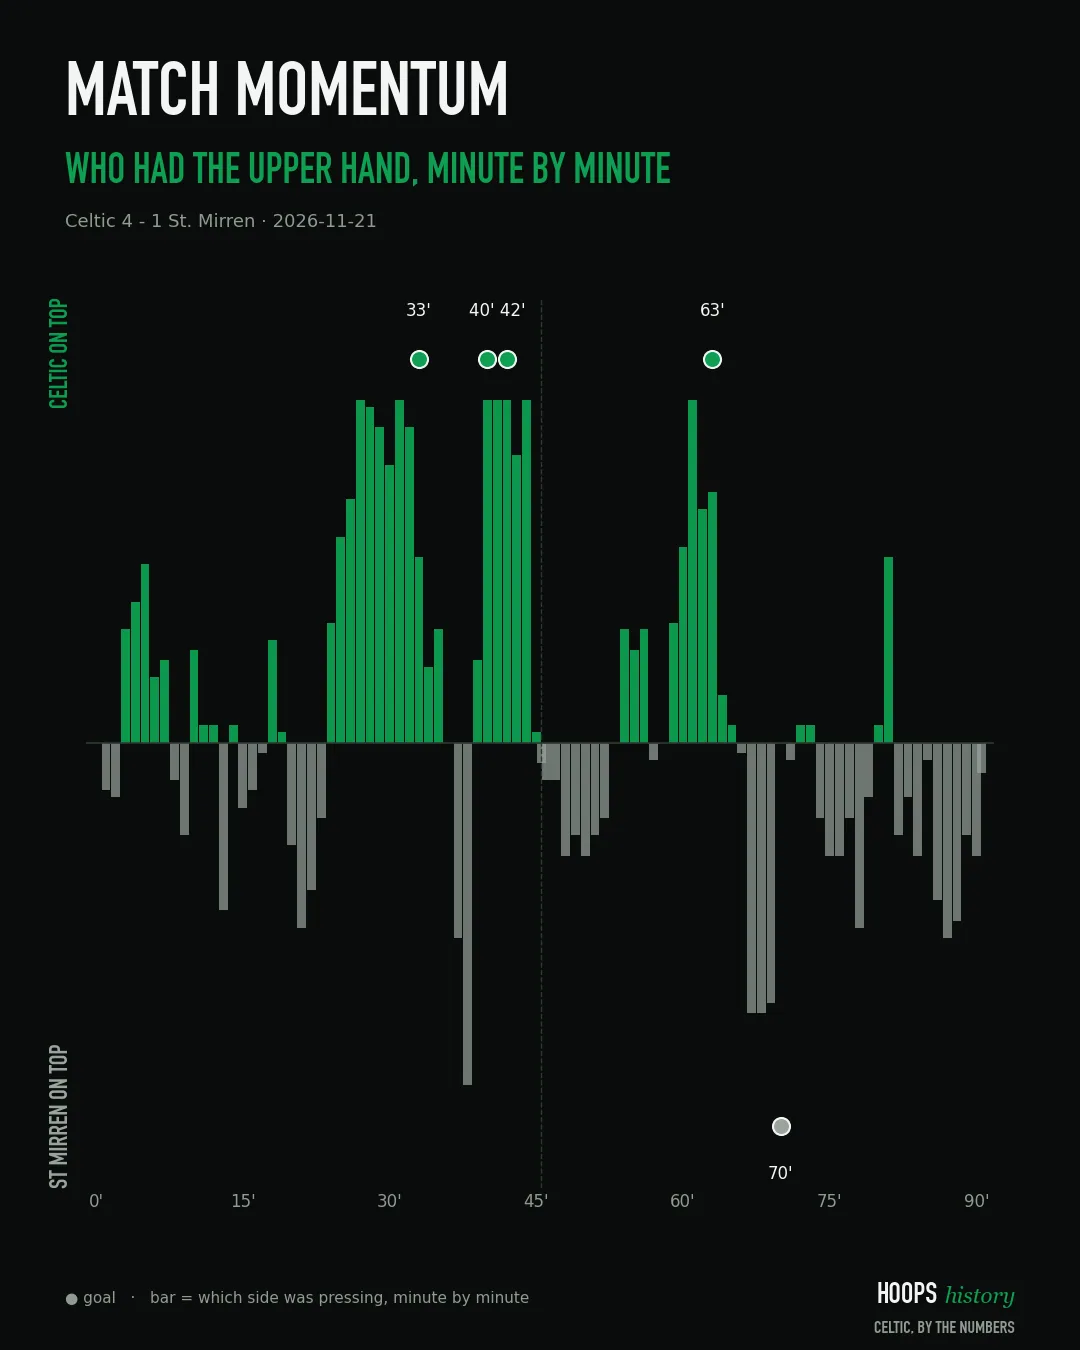 MATCH MOMENTUM
WHO HAD THE UPPER HAND, MINUTE BY MINUTE
Celtic 4 - 1 St. Mirren · 2026-11-21
CELTIC ON TOP
33' 40' 42' 63'
ST MIRREN ON TOP
70'
0' 15' 30' 45' 60' 75' 90'
● goal · bar = which side was pressing, minute by minute
HOOPS history
CELTIC, BY THE NUMBERS